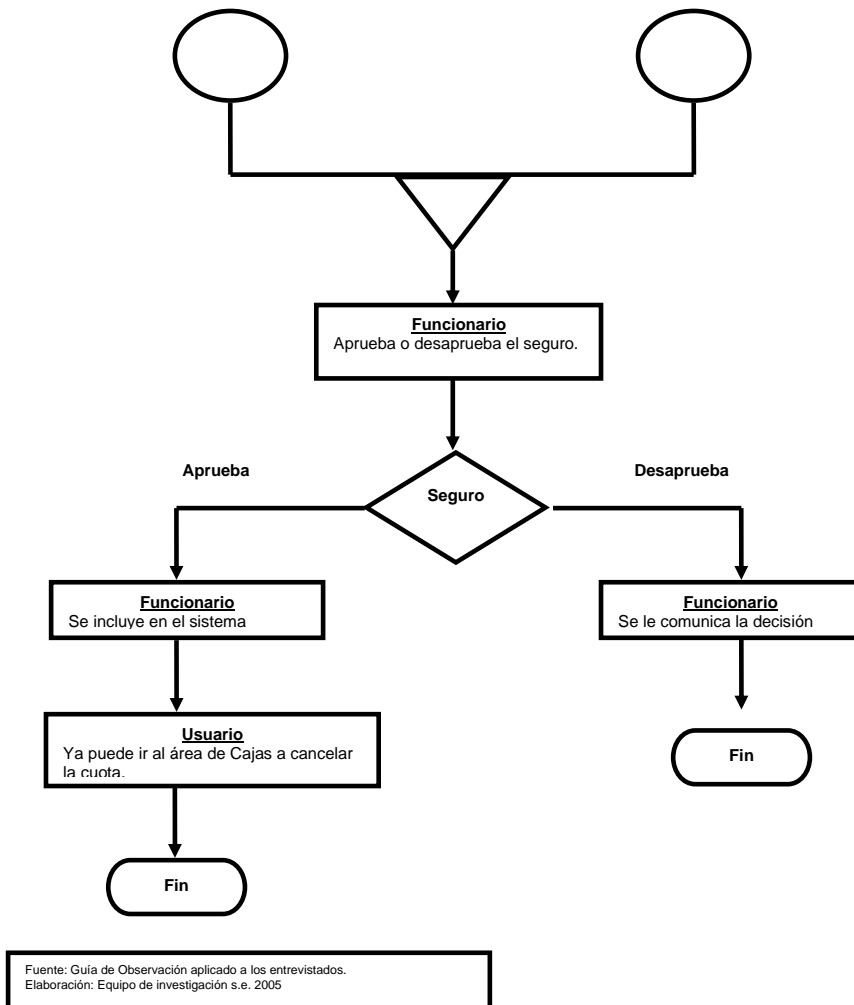 Funcionario
Aprueba o desaprueba el seguro.
Aprueba
Desaprueba
Seguro
Funcionario
Se incluye en el sistema
Funcionario
Se le comunica la decisión
Usuario
Ya puede ir al área de Cajas a cancelar
la cuota.
Fin
Fin
Fuente: Guía de Observación aplicado a los entrevistados.
Elaboración: Equipo de investigación s.e. 2005